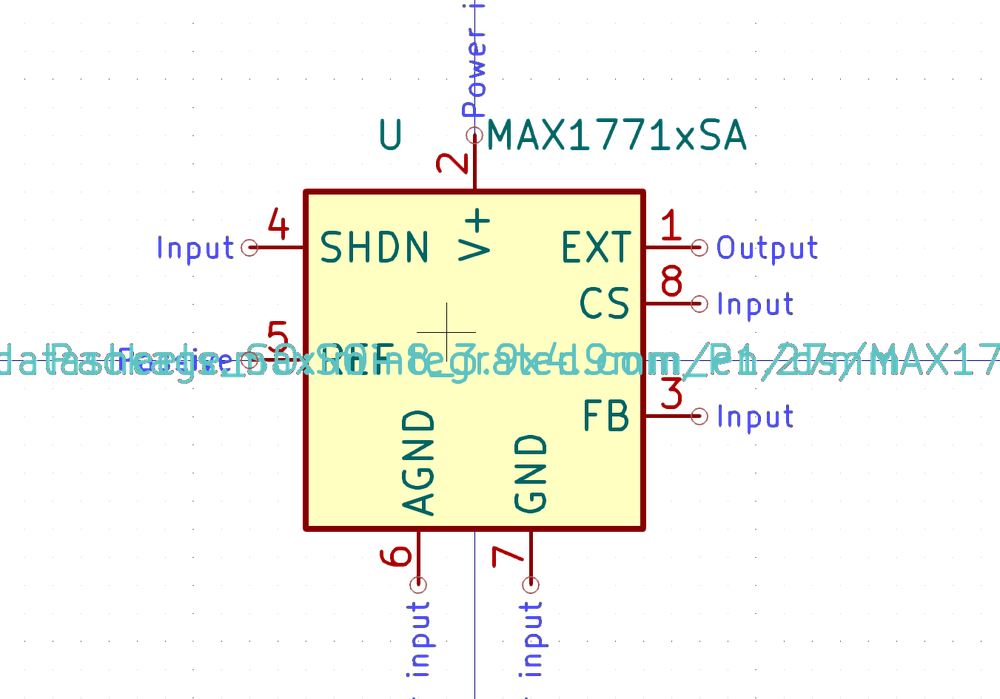 Power i
U
MAX1771xSA
2
4
V+
1
Input
SHDN
EXT
Output
8
CS
Input
5
Passive
REF
3
FB
Input
AGND
GND
6
7
input
input